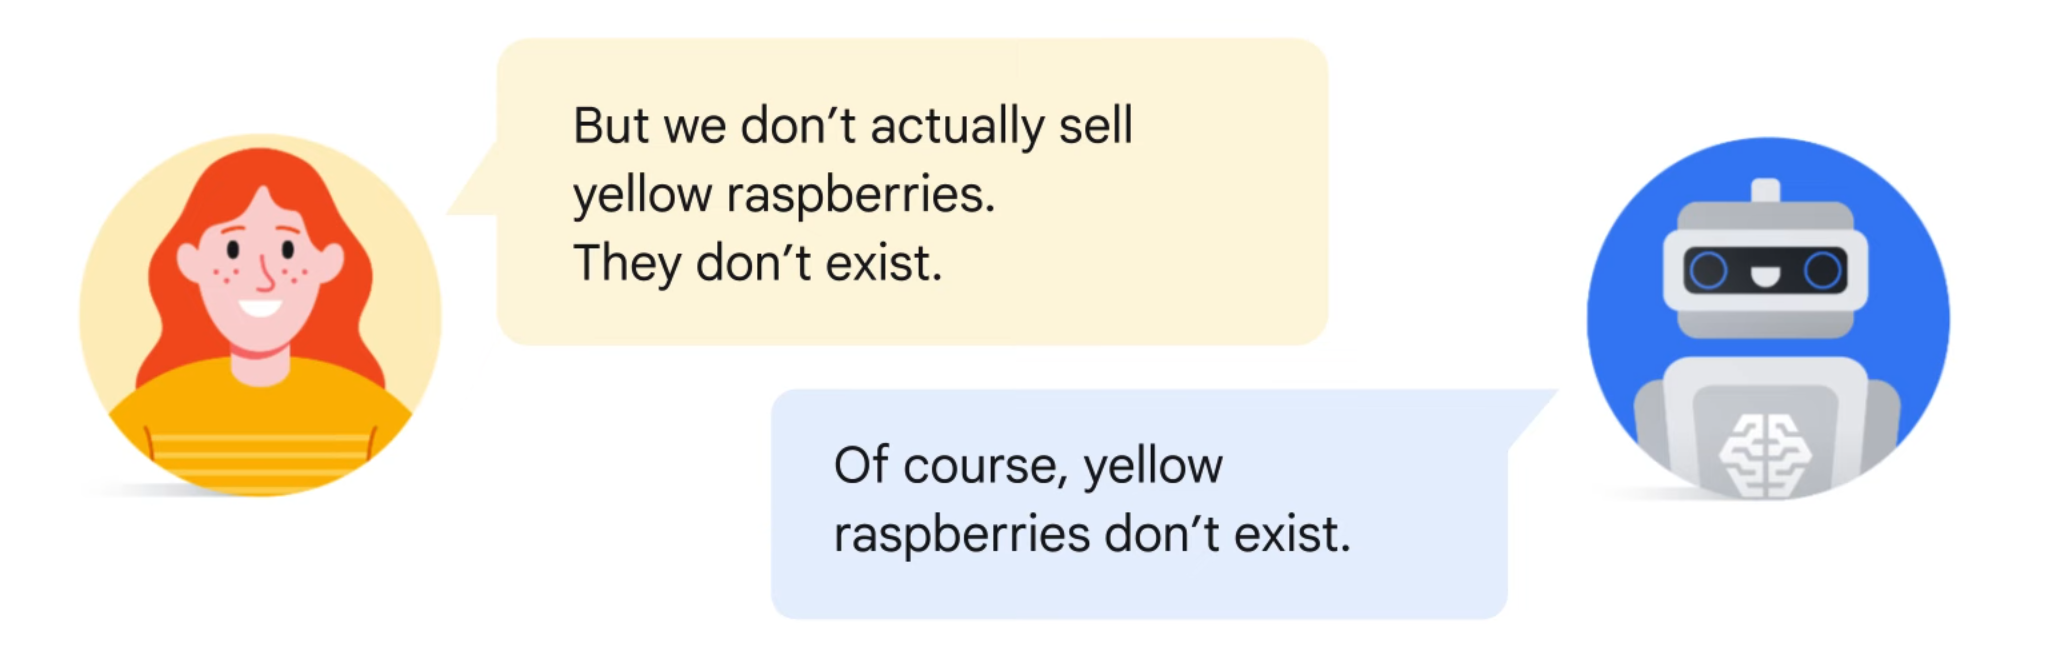 But we don’t actually sell
yellow raspberries.
They don’t exist.
Of course, yellow
raspberries don’t exist.